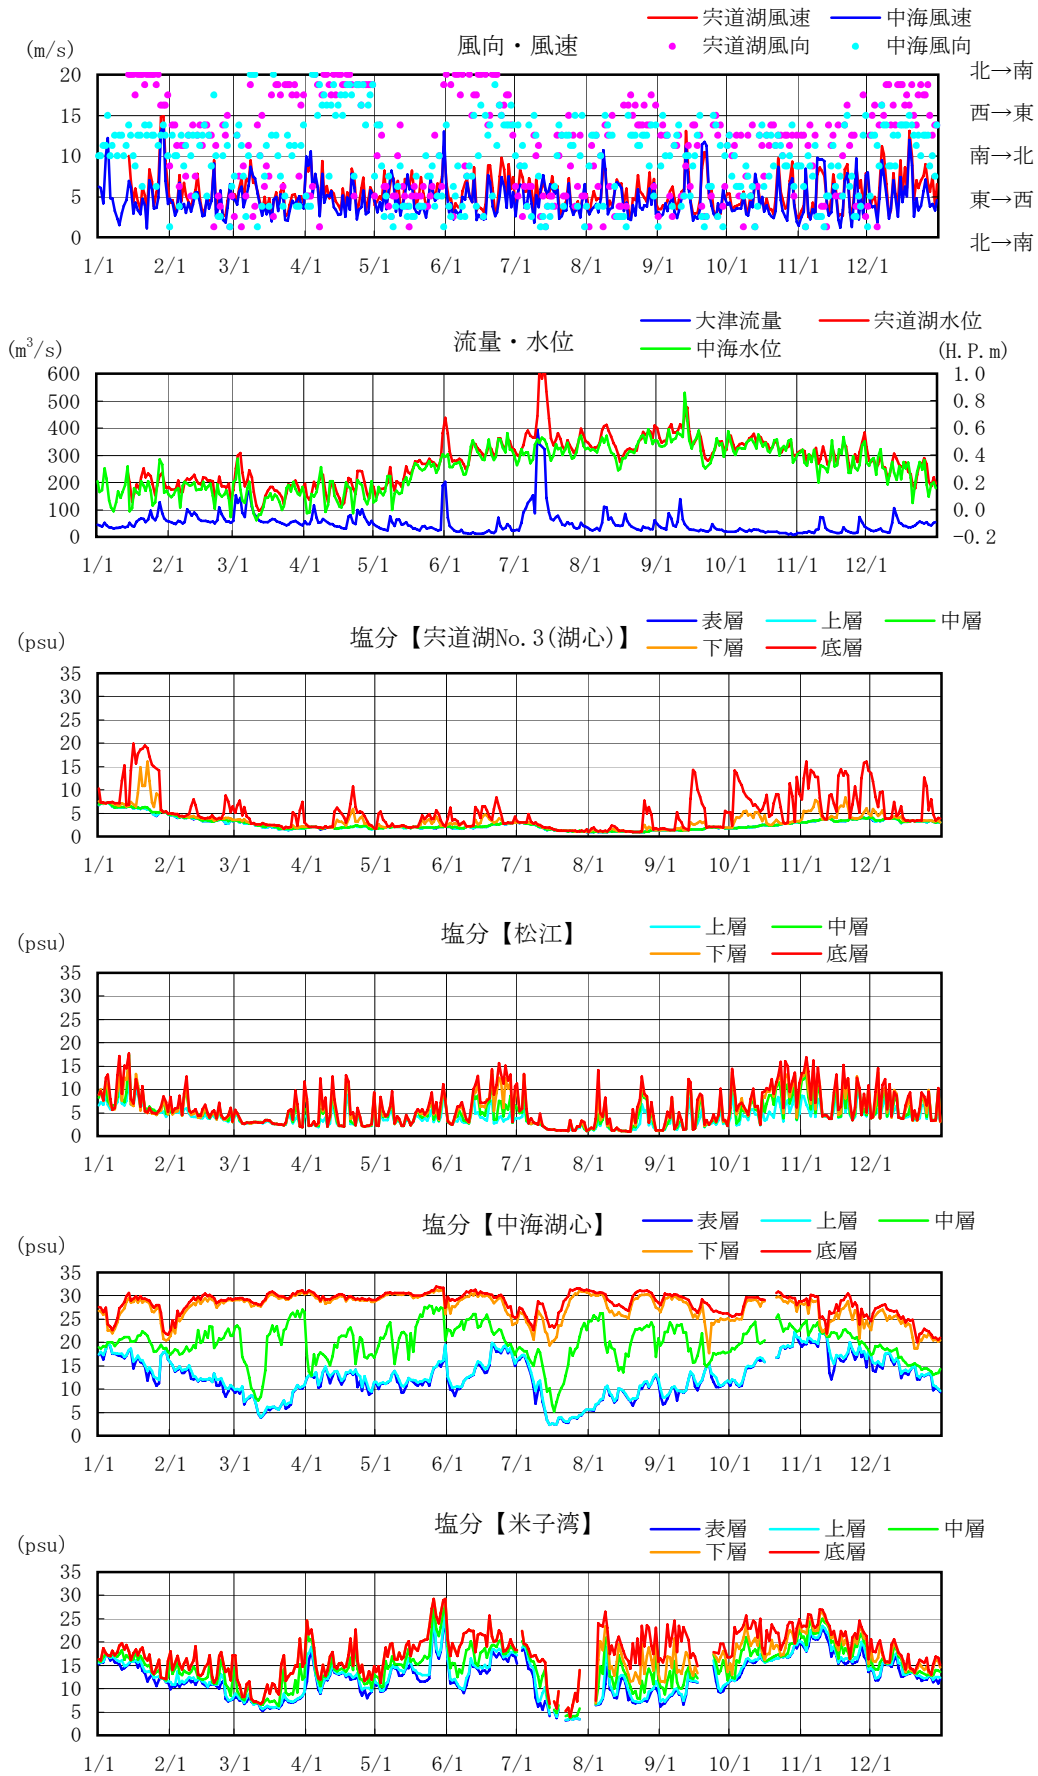 宍道湖風速 中海風速
(m/s) 風向・風速 宍道湖風向 中海風向
20 北→南
15 西→東
10 南→北
5 東→西
0 北→南
1/1 2/1 3/1 4/1 5/1 6/1 7/1 8/1 9/1 10/1 11/1 12/1
大津流量 宍道湖水位
(m3/s) 流量・水位 中海水位 (H.P.m)
600 1.0
500 0.8
400 0.6
300 0.4
200 0.2
100 0.0
0 -0.2
1/1 2/1 3/1 4/1 5/1 6/1 7/1 8/1 9/1 10/1 11/1 12/1
表層 上層 中層
(psu) 塩分【宍道湖No.3(湖心)】 下層 底層
35
30
25
20
15
10
5
0
1/1 2/1 3/1 4/1 5/1 6/1 7/1 8/1 9/1 10/1 11/1 12/1
上層 中層
(psu) 塩分【松江】 下層 底層
35
30
25
20
15
10
5
0
1/1 2/1 3/1 4/1 5/1 6/1 7/1 8/1 9/1 10/1 11/1 12/1
塩分【中海湖心】 表層 上層 中層
(psu) 下層 底層
35
30
25
20
15
10
5
0
1/1 2/1 3/1 4/1 5/1 6/1 7/1 8/1 9/1 10/1 11/1 12/1
塩分【米子湾】 表層 上層 中層
(psu) 下層 底層
35
30
25
20
15
10
5
0
1/1 2/1 3/1 4/1 5/1 6/1 7/1 8/1 9/1 10/1 11/1 12/1